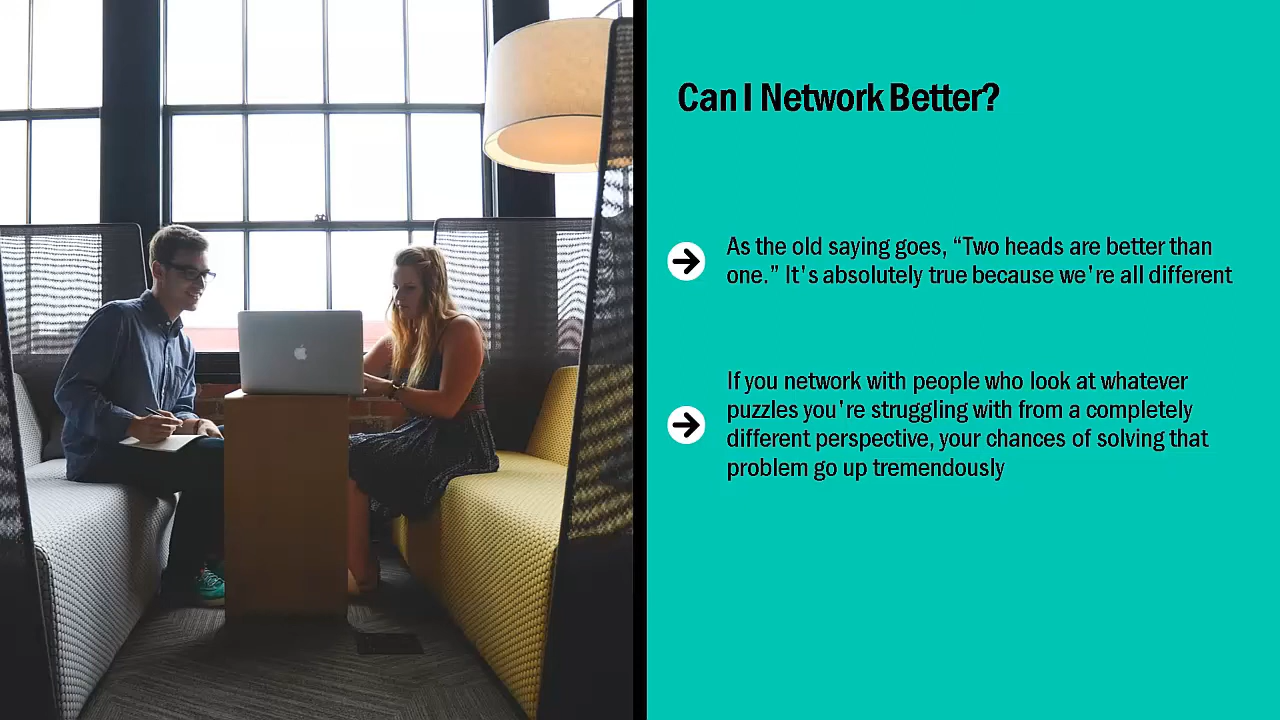 Can I Network Better?
As the old saying goes, “Two heads are better than
one.” It's absolutely true because we're all different
If you network with people who look at whatever
puzzles you're struggling with from a completely
different perspective, your chances of solving that
problem go up tremendously